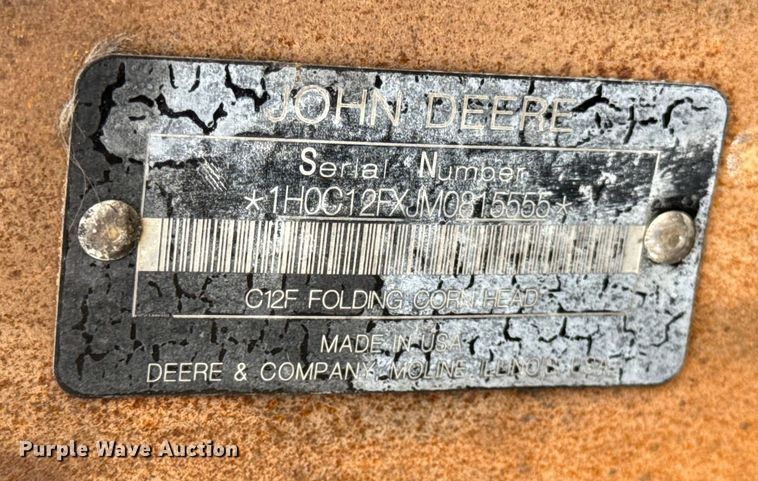 JOHN DEERE
Serial Number
*1H0C12FXJM0815555*
C12F FOLDING CORN HEAD
MADE IN USA
DEERE & COMPANY MOLINE ILLINOIS USA
Purple Wave Auction